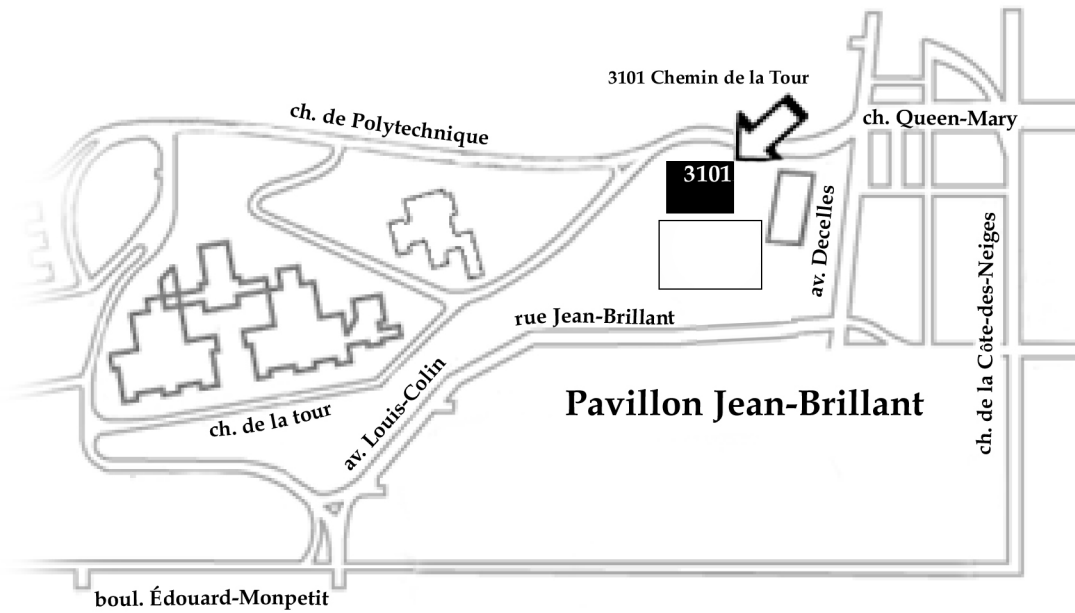 3101 Chemin de la Tour
ch. de Polytechnique
ch. Queen-Mary
3101
av. Decelles
ch. de la Côte-des-Neiges
rue Jean-Brillant
Pavillon Jean-Brillant
av. Louis-Colin
ch. de la tour
boul. Édouard-Monpetit